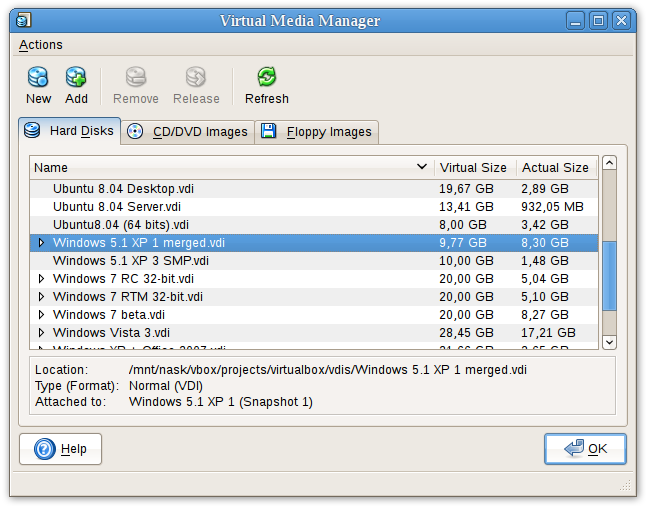 Virtual Media Manager
Actions
New Add Remove Release Refresh
Hard Disks CD/DVD Images Floppy Images
Name Virtual Size Actual Size
Ubuntu 8.04 Desktop.vdi 19,67 GB 2,89 GB
Ubuntu 8.04 Server.vdi 13,41 GB 932,05 MB
Ubuntu8.04 (64 bits).vdi 8,00 GB 3,42 GB
Windows 5.1 XP 1 merged.vdi 9,77 GB 8,30 GB
Windows 5.1 XP 3 SMP.vdi 10,00 GB 1,48 GB
Windows 7 RC 32-bit.vdi 20,00 GB 5,04 GB
Windows 7 RTM 32-bit.vdi 20,00 GB 5,10 GB
Windows 7 beta.vdi 20,00 GB 8,27 GB
Windows Vista 3.vdi 28,45 GB 17,21 GB
Windows XP + Office 2007.vdi
Location: /mnt/nask/vbox/projects/virtualbox/vdis/Windows 5.1 XP 1 merged.vdi
Type (Format): Normal (VDI)
Attached to: Windows 5.1 XP 1 (Snapshot 1)
Help OK